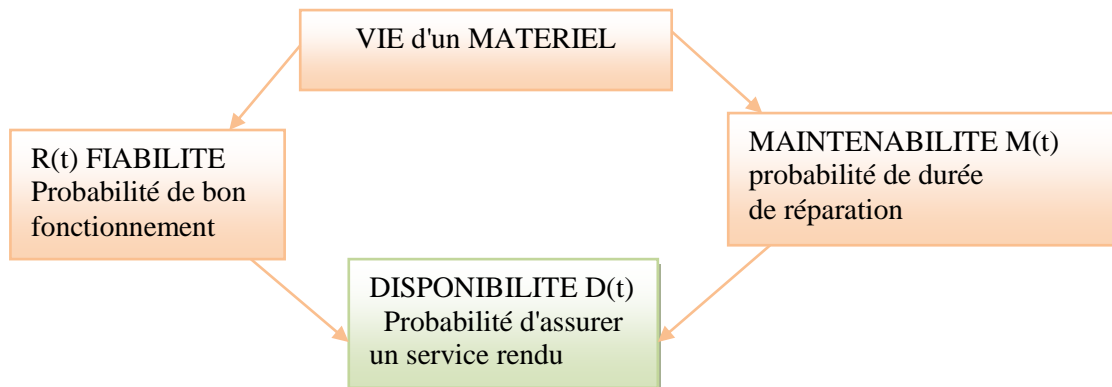 VIE d'un MATERIEL
R(t) FIABILITE
Probabilité de bon
fonctionnement
MAINTENABILITE M(t)
probabilité de durée
de réparation
DISPONIBILITE D(t)
Probabilité d'assurer
un service rendu